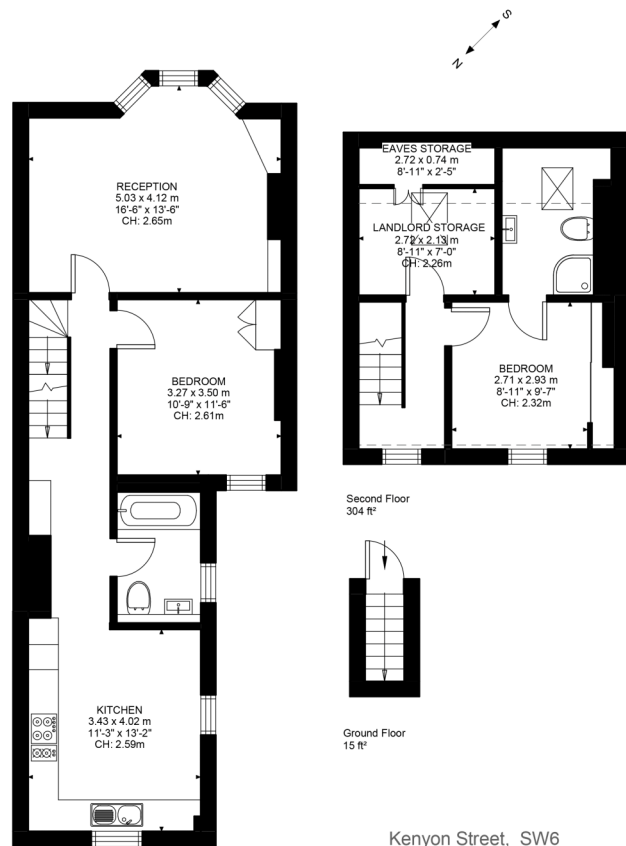 S
N
RECEPTION
5.03 x 4.12 m
16'-6" x 13'-6"
CH: 2.65m
EAVES STORAGE
2.72 x 0.74 m
8'-11" x 2'-5"
LANDLORD STORAGE
2.72 x 2.13 m
8'-11" x 7'-0"
CH: 2.26m
BEDROOM
3.27 x 3.50 m
10'-9" x 11'-6"
CH: 2.61m
BEDROOM
2.71 x 2.93 m
8'-11" x 9'-7"
CH: 2.32m
Second Floor
304 ft²
KITCHEN
3.43 x 4.02 m
11'-3" x 13'-2"
CH: 2.59m
Ground Floor
15 ft²
Kenyon Street, SW6